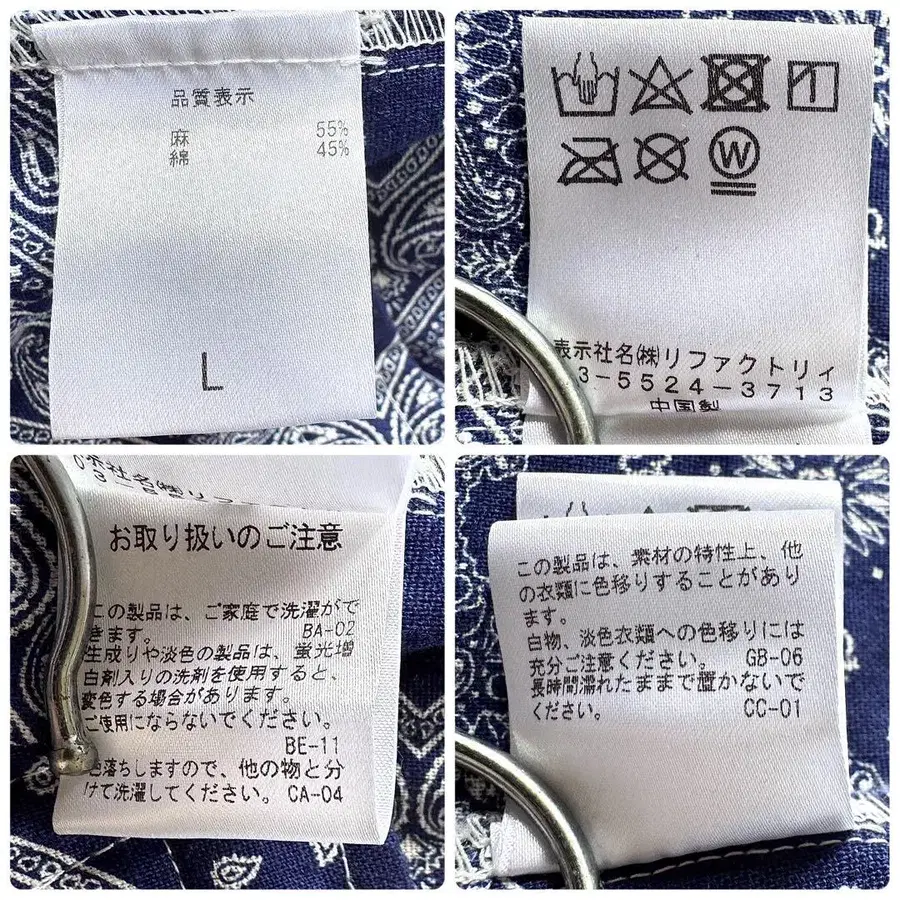 品質表示
麻 55%
綿 45%
L
W
表示社名㈱リファクトリィ
3-5524-3713
中国製
お取り扱いのご注意
この製品は、ご家庭で洗濯がで
きます。 BA-02
生成りや淡色の製品は、蛍光増
白剤入りの洗剤を使用すると、
変色する場合があります。
ご使用にならないでください。
BE-11
色落ちしますので、他の物と分
けて洗濯してください。 CA-04
この製品は、素材の特性上、他
の衣類に色移りすることがあり
ます。
白物、淡色衣類への色移りには
充分ご注意ください。 GB-06
長時間濡れたままで置かないで
ください。 CC-01